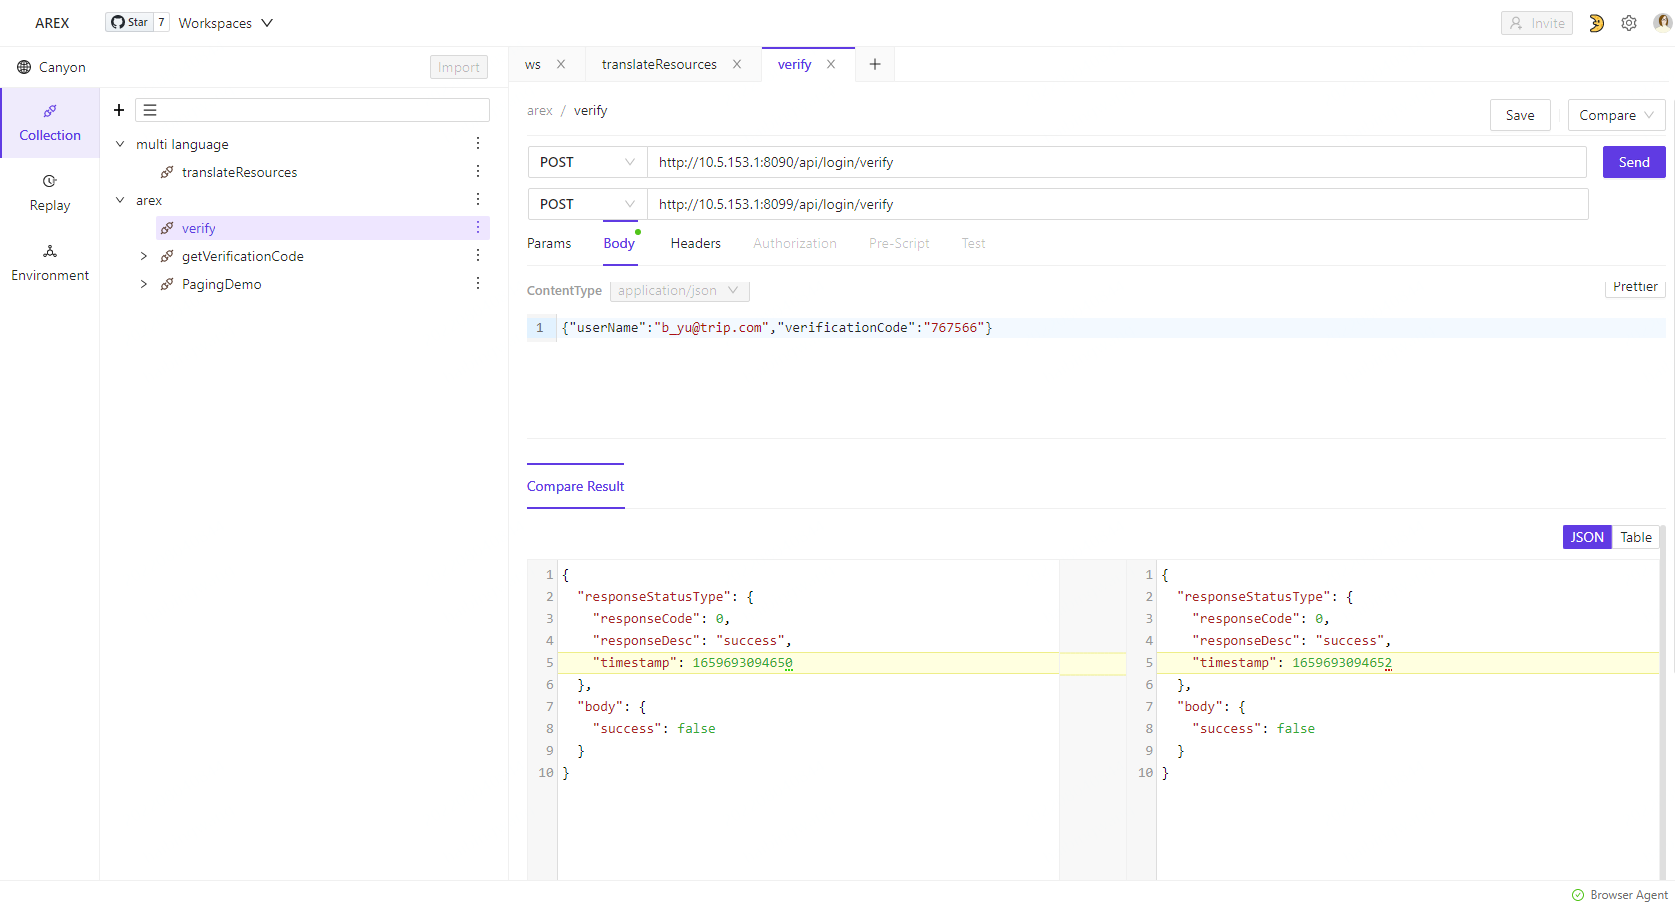 AREX
Star 7
Workspaces
Invite
Canyon
Import
ws
translateResources
verify
Collection
Replay
Environment
multi language
translateResources
arex
verify
getVerificationCode
PagingDemo
arex / verify
Save
Compare
POST
http://10.5.153.1:8090/api/login/verify
Send
POST
http://10.5.153.1:8099/api/login/verify
Params
Body
Headers
Authorization
Pre-Script
Test
ContentType
application/json
Prettier
1 {"userName":"b_yu@trip.com","verificationCode":"767566"}
Compare Result
JSON
Table
1 {
2 "responseStatusType": {
3 "responseCode": 0,
4 "responseDesc": "success",
5 "timestamp": 1659693094650
6 },
7 "body": {
8 "success": false
9 }
10 }
1 {
2 "responseStatusType": {
3 "responseCode": 0,
4 "responseDesc": "success",
5 "timestamp": 1659693094652
6 },
7 "body": {
8 "success": false
9 }
10 }
Browser Agent